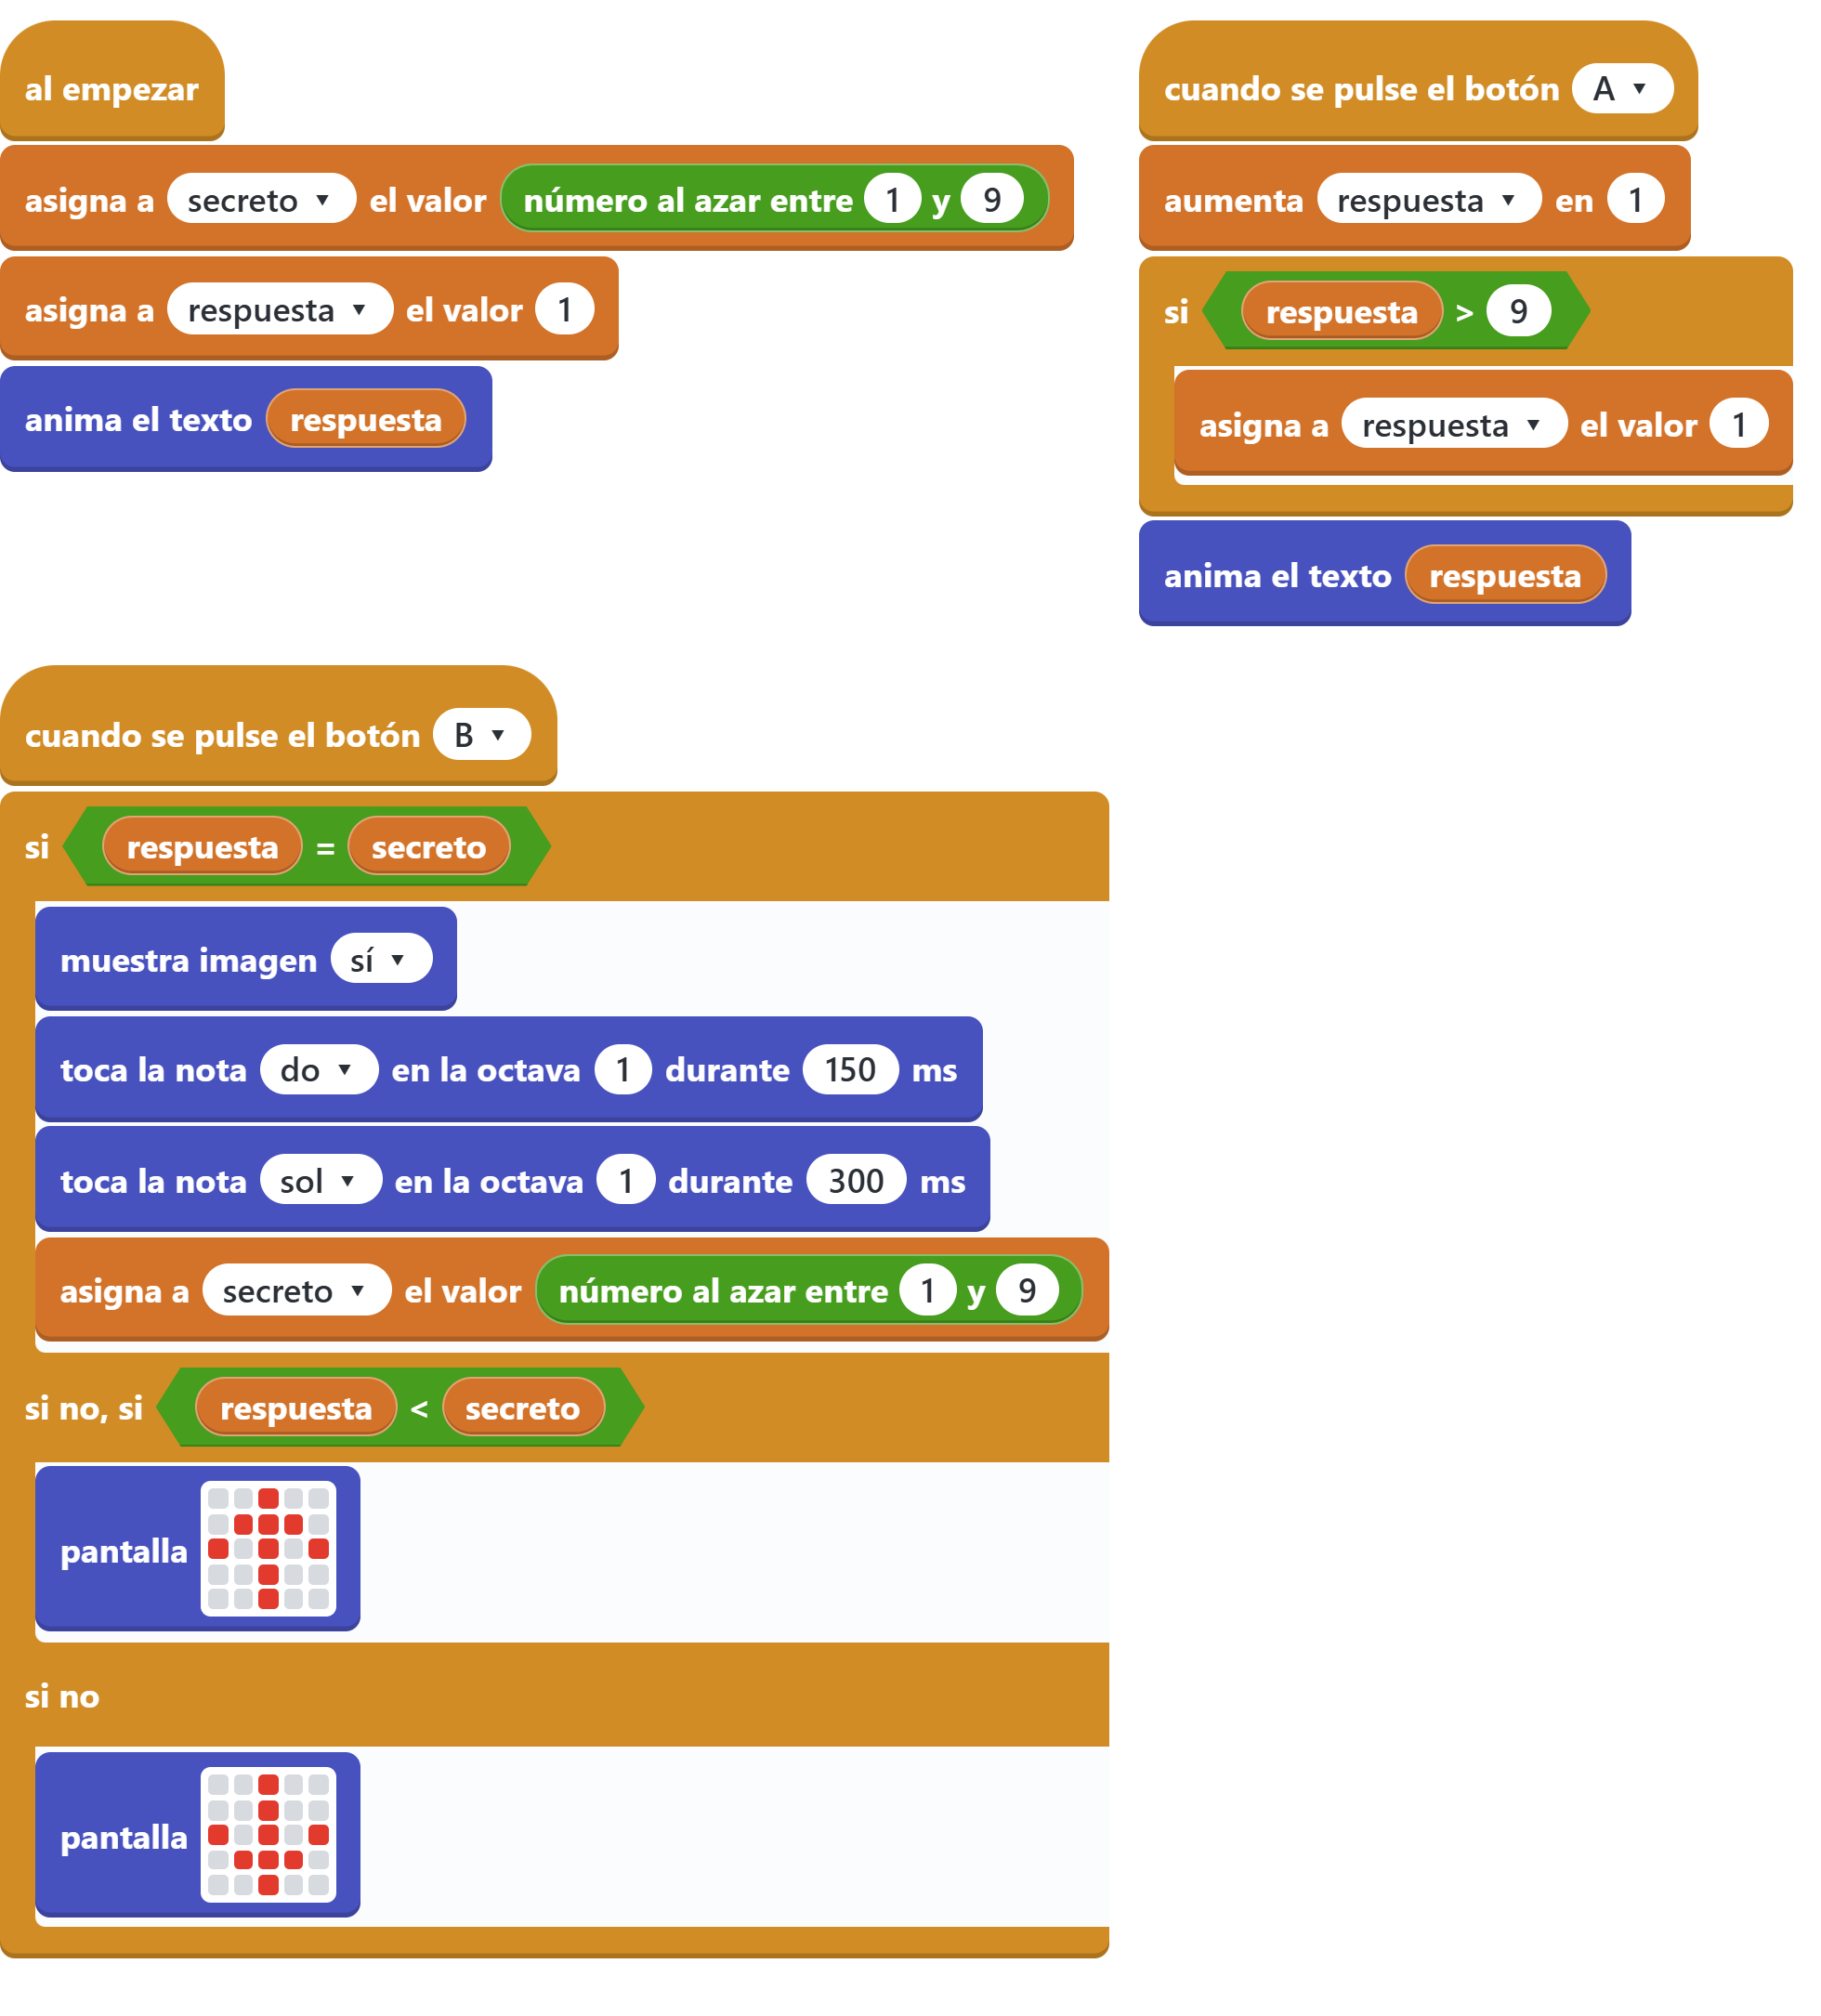 al empezar
asigna a secreto ▼ el valor número al azar entre 1 y 9
asigna a respuesta ▼ el valor 1
anima el texto respuesta
cuando se pulse el botón A ▼
aumenta respuesta ▼ en 1
si respuesta > 9
asigna a respuesta ▼ el valor 1
anima el texto respuesta
cuando se pulse el botón B ▼
si respuesta = secreto
muestra imagen sí ▼
toca la nota do ▼ en la octava 1 durante 150 ms
toca la nota sol ▼ en la octava 1 durante 300 ms
asigna a secreto ▼ el valor número al azar entre 1 y 9
si no, si respuesta < secreto
pantalla
si no
pantalla